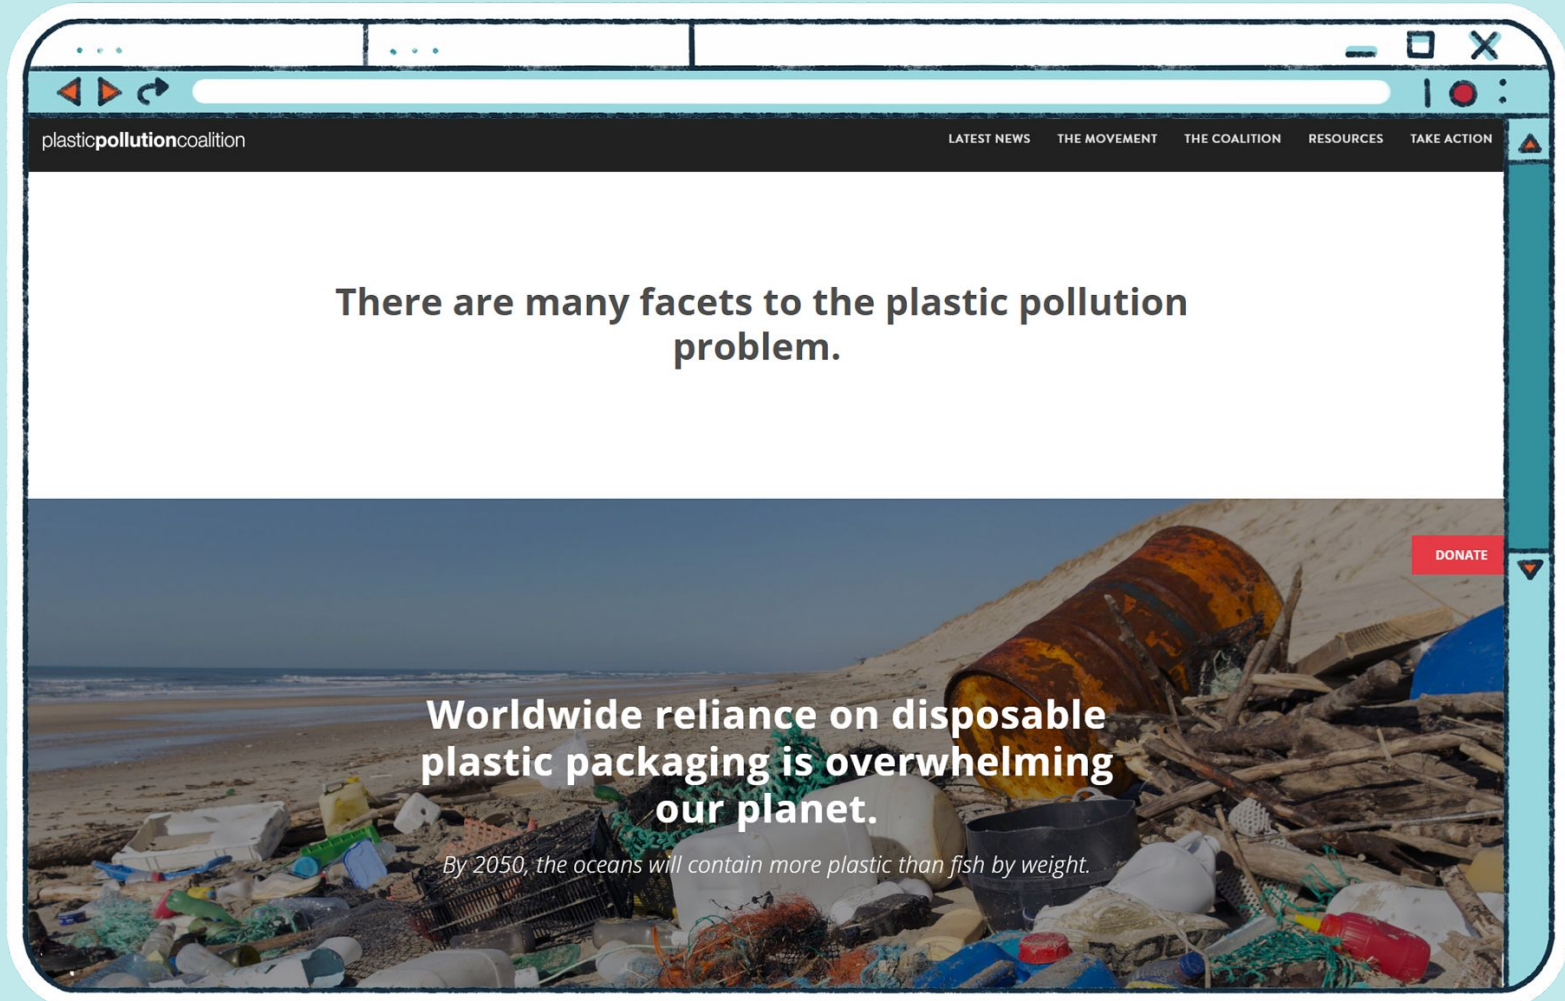 plasticpollutioncoalition
LATEST NEWS THE MOVEMENT THE COALITION RESOURCES TAKE ACTION
There are many facets to the plastic pollution
problem.
DONATE
Worldwide reliance on disposable
plastic packaging is overwhelming
our planet.
By 2050, the oceans will contain more plastic than fish by weight.